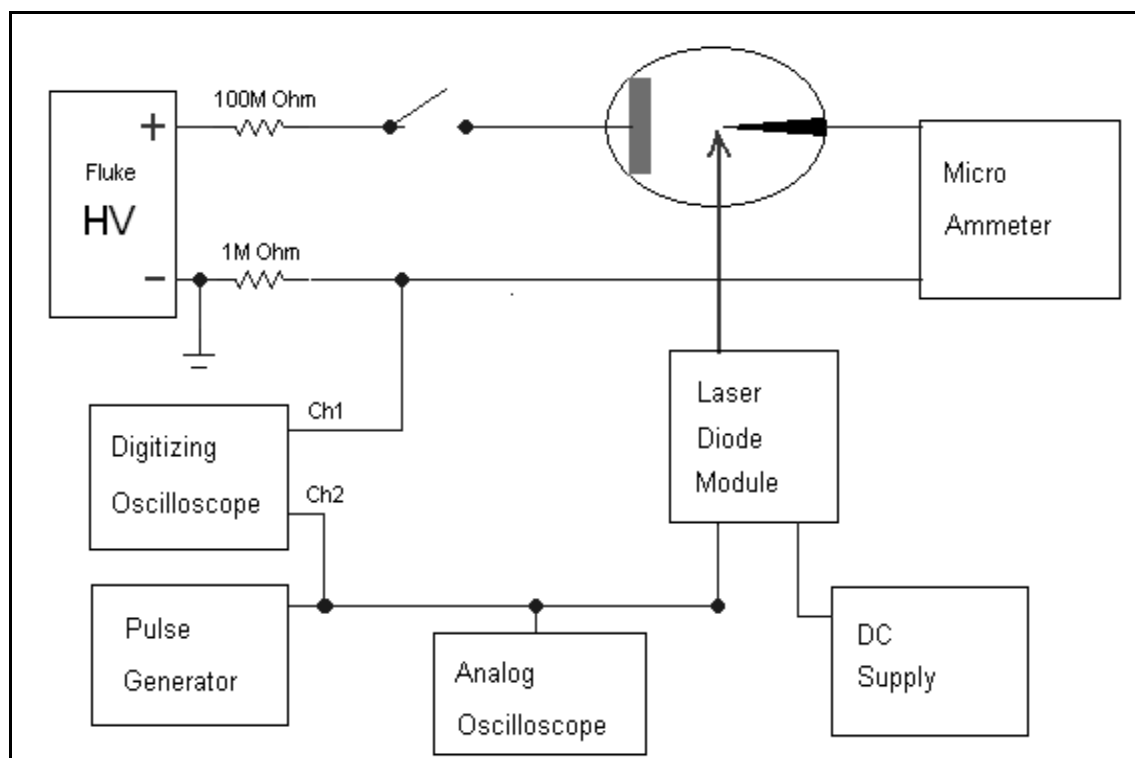 100M Ohm
+
Fluke
HV
-
1M Ohm
Micro
Ammeter
Ch1
Digitizing
Oscilloscope
Ch2
Laser
Diode
Module
Pulse
Generator
Analog
Oscilloscope
DC
Supply